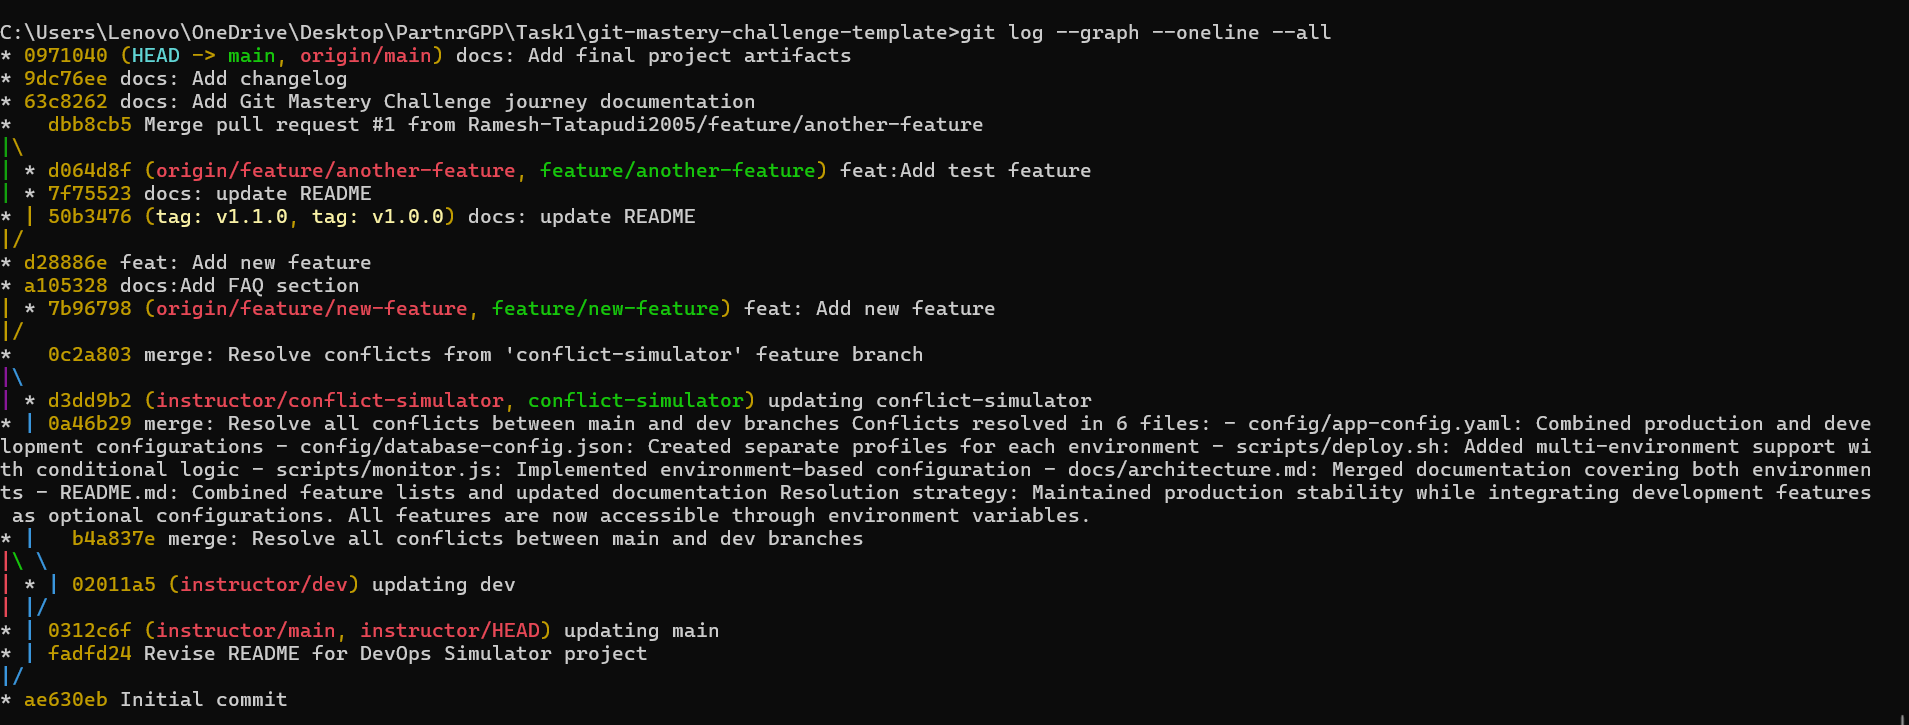 C:\Users\Lenovo\OneDrive\Desktop\PartnrGPP\Task1\git-mastery-challenge-template>git log --graph --oneline --all
* 0971040 (HEAD -> main, origin/main) docs: Add final project artifacts
* 9dc76ee docs: Add changelog
* 63c8262 docs: Add Git Mastery Challenge journey documentation
*   dbb8cb5 Merge pull request #1 from Ramesh-Tatapudi2005/feature/another-feature
|\
| * d064d8f (origin/feature/another-feature, feature/another-feature) feat:Add test feature
| * 7f75523 docs: update README
* | 50b3476 (tag: v1.1.0, tag: v1.0.0) docs: update README
|/
* d28886e feat: Add new feature
* a105328 docs:Add FAQ section
| * 7b96798 (origin/feature/new-feature, feature/new-feature) feat: Add new feature
|/
*   0c2a803 merge: Resolve conflicts from 'conflict-simulator' feature branch
|\
| * d3dd9b2 (instructor/conflict-simulator, conflict-simulator) updating conflict-simulator
* | 0a46b29 merge: Resolve all conflicts between main and dev branches Conflicts resolved in 6 files: - config/app-config.yaml: Combined production and deve
lopment configurations - config/database-config.json: Created separate profiles for each environment - scripts/deploy.sh: Added multi-environment support wi
th conditional logic - scripts/monitor.js: Implemented environment-based configuration - docs/architecture.md: Merged documentation covering both environmen
ts - README.md: Combined feature lists and updated documentation Resolution strategy: Maintained production stability while integrating development features
 as optional configurations. All features are now accessible through environment variables.
* |   b4a837e merge: Resolve all conflicts between main and dev branches
|\ \
| * | 02011a5 (instructor/dev) updating dev
| |/
* | 0312c6f (instructor/main, instructor/HEAD) updating main
* | fadfd24 Revise README for DevOps Simulator project
|/
* ae630eb Initial commit